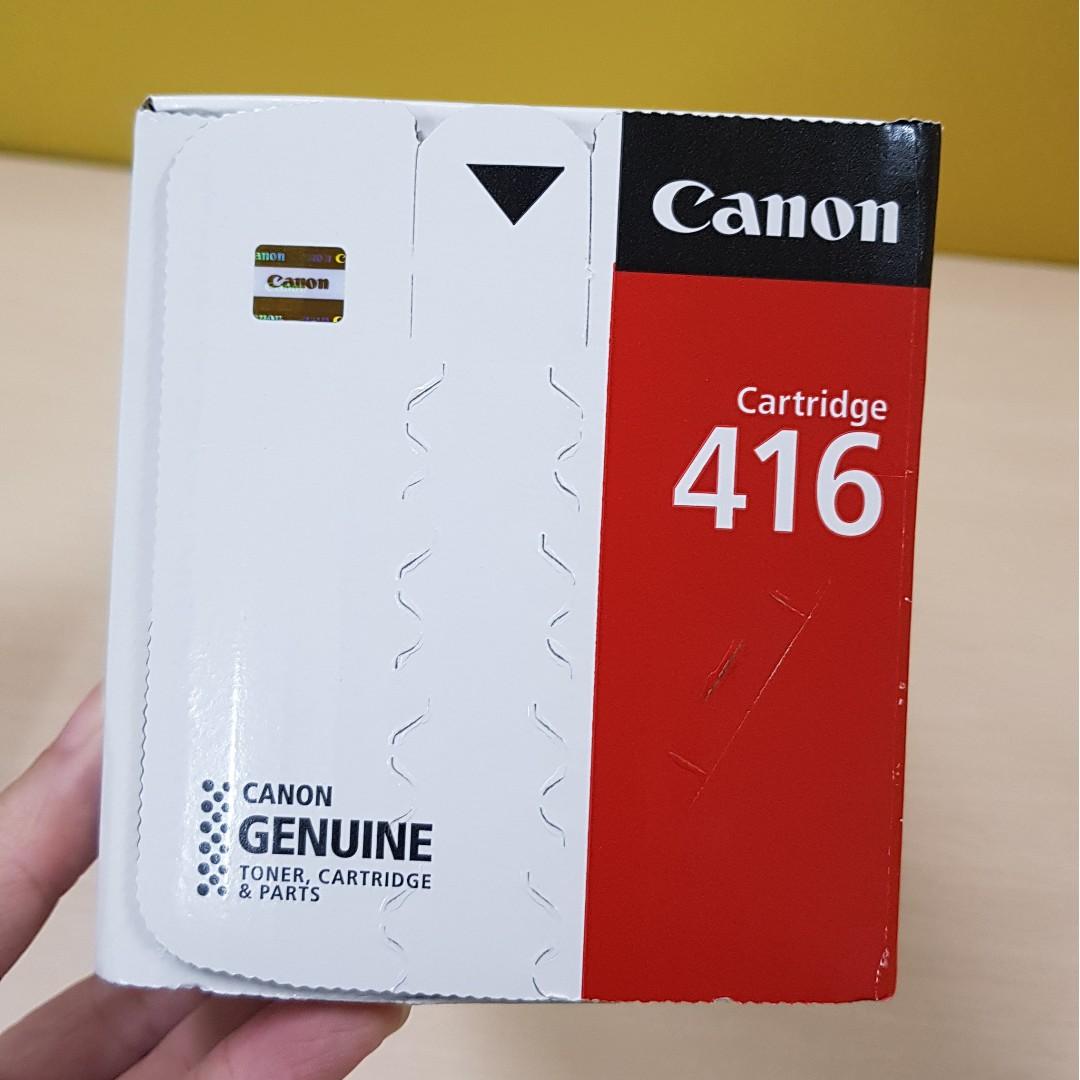 Canon
Cartridge
416
Canon
CANON
GENUINE
TONER, CARTRIDGE
& PARTS